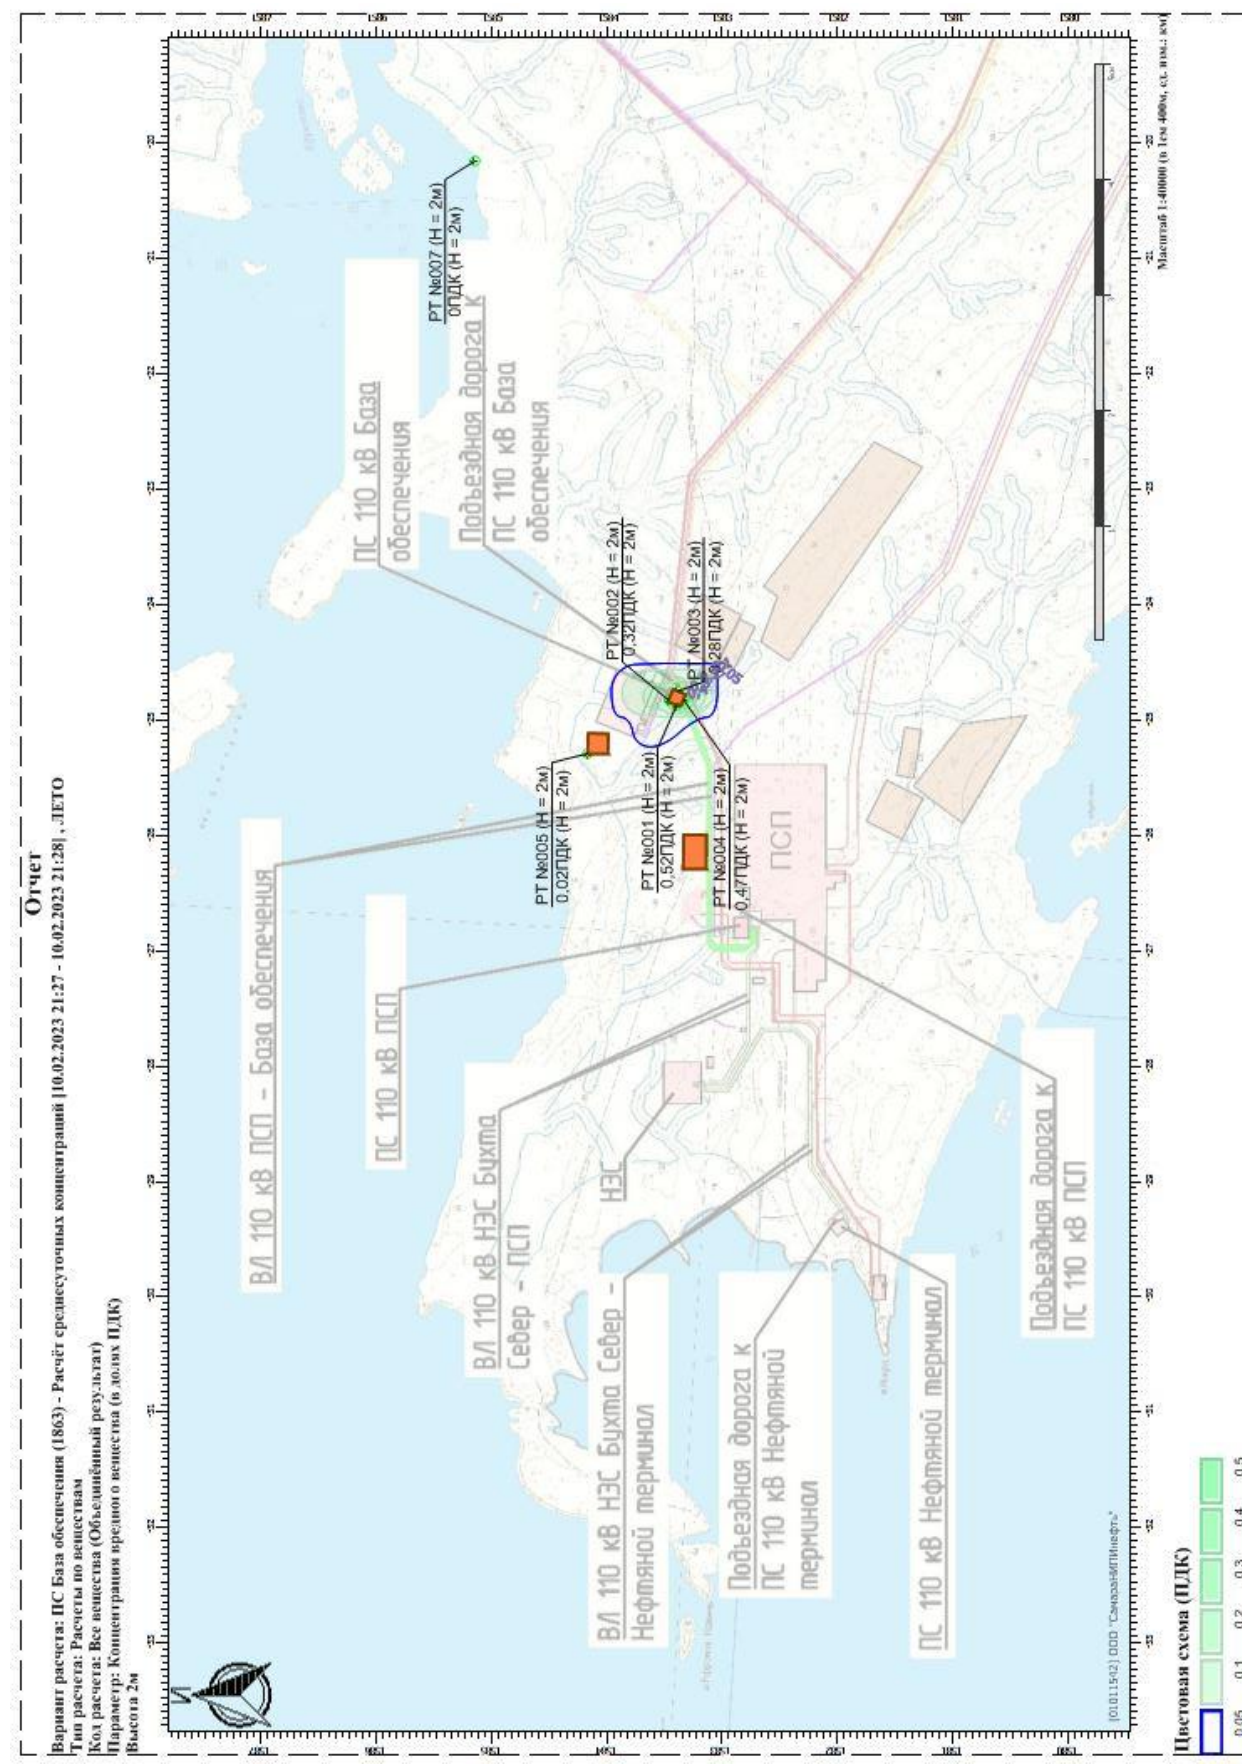 Отчет
Вариант расчета: ПС База обеспечения (1863) - Расчёт среднесуточных концентраций [10.02.2023 21:27 - 10.02.2023 21:28] , ЛЕТО
Тип расчета: Расчеты по веществам
Код расчета: Все вещества (Объединённый результат)
Параметр: Концентрация вредного вещества (в долях ПДК)
Высота 2м
ВЛ 110 кВ ПСП - База обеспечения
ПС 110 кВ База
обеспечения
ПС 110 кВ ПСП
РТ №007 (H = 2м)
0ПДК (H = 2м)
Подъездная дорога к
ПС 110 кВ База
обеспечения
ВЛ 110 кВ НЭС Бухта
Север - ПСП
РТ №005 (H = 2м)
0,02ПДК (H = 2м)
РТ №002 (H = 2м)
0,32ПДК (H = 2м)
НЭС
ВЛ 110 кВ НЭС Бухта Север -
Нефтяной терминал
РТ №001 (H = 2м)
0,52ПДК (H = 2м)
РТ №003 (H = 2м)
0,28ПДК (H = 2м)
РТ №004 (H = 2м)
0,47ПДК (H = 2м)
ПСП
Подъездная дорога к
ПС 110 кВ Нефтяной
терминал
ПС 110 кВ Нефтяной терминал
Подъездная дорога к
ПС 110 кВ ПСП
[01011542] ООО "СамараНИПИнефть"
Масштаб 1:40000 (в 1см 400м, ед. изм.: км)
Цветовая схема (ПДК)
0,05 0,1 0,2 0,3 0,4 0,5